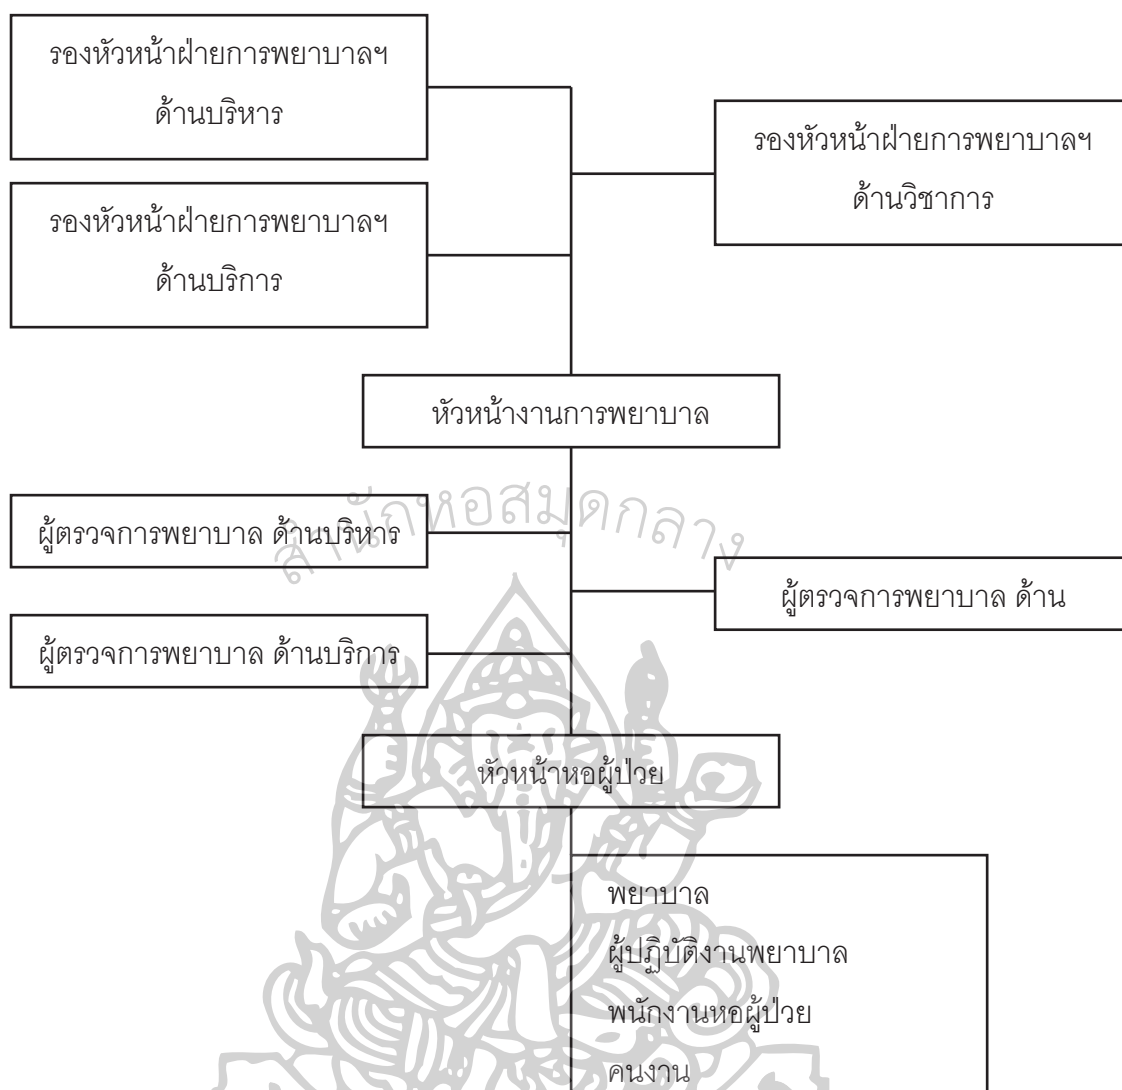 รองหัวหน้าฝ่ายการพยาบาลฯ
ด้านบริหาร
รองหัวหน้าฝ่ายการพยาบาลฯ
ด้านวิชาการ
รองหัวหน้าฝ่ายการพยาบาลฯ
ด้านบริการ
หัวหน้างานการพยาบาล
สำนักหอสมุดกลาง
ผู้ตรวจการพยาบาล ด้านบริหาร
ผู้ตรวจการพยาบาล ด้าน
ผู้ตรวจการพยาบาล ด้านบริการ
หัวหน้าหอผู้ป่วย
พยาบาล
ผู้ปฏิบัติงานพยาบาล
พนักงานหอผู้ป่วย
คนงาน